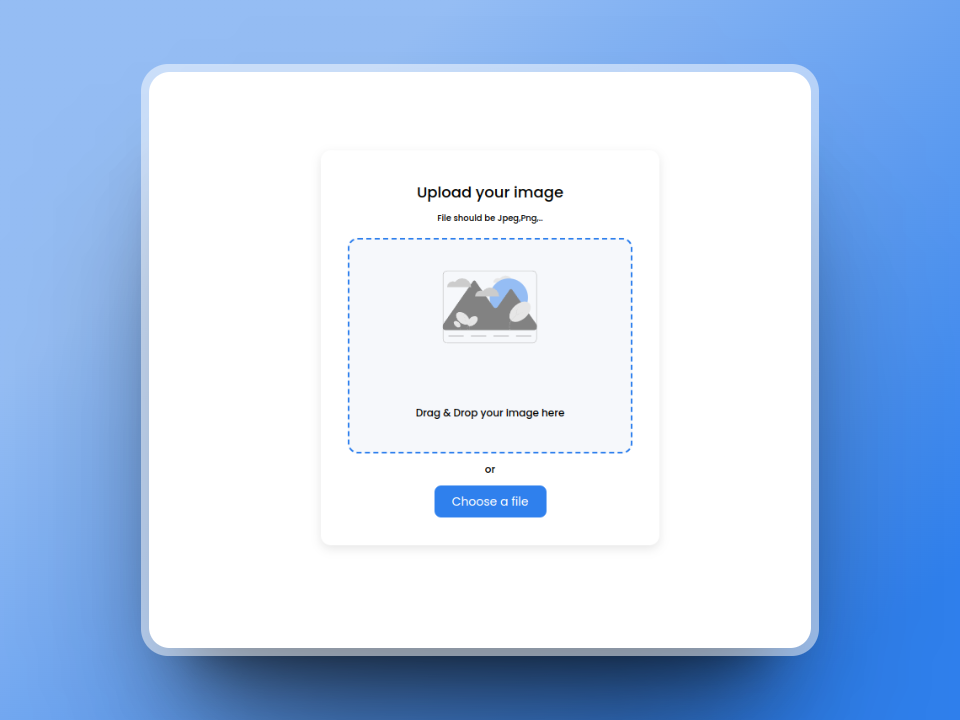 Upload your image
File should be Jpeg,Png,..
Drag & Drop your Image here
or
Choose a file